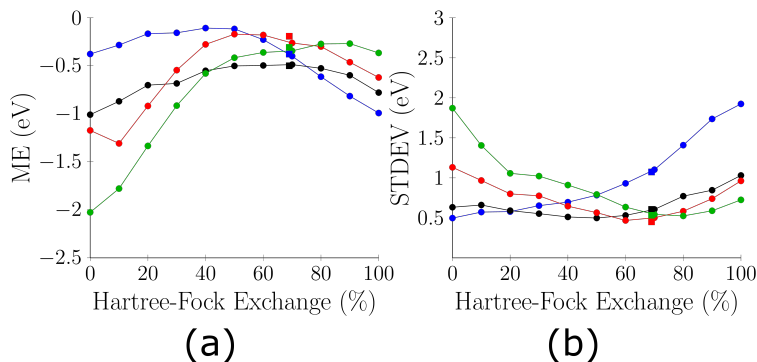 0
−0.5
−1
−1.5
−2
−2.5
ME (eV)
0 20 40 60 80 100
Hartree-Fock Exchange (%)
(a)
3
2
1.5
1
0.5
STDEV (eV)
0 20 40 60 80 100
Hartree-Fock Exchange (%)
(b)